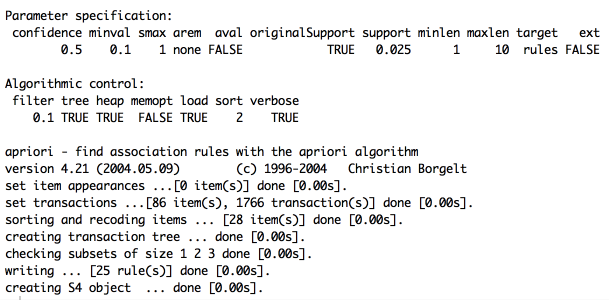 Parameter specification:
 confidence minval smax arem  aval originalSupport support minlen maxlen target   ext
        0.5    0.1    1 none FALSE            TRUE   0.025      1     10  rules FALSE

Algorithmic control:
 filter tree heap memopt load sort verbose
    0.1 TRUE TRUE  FALSE TRUE    2    TRUE

apriori - find association rules with the apriori algorithm
version 4.21 (2004.05.09)        (c) 1996-2004   Christian Borgelt
set item appearances ...[0 item(s)] done [0.00s].
set transactions ...[86 item(s), 1766 transaction(s)] done [0.00s].
sorting and recoding items ... [28 item(s)] done [0.00s].
creating transaction tree ... done [0.00s].
checking subsets of size 1 2 3 done [0.00s].
writing ... [25 rule(s)] done [0.00s].
creating S4 object  ... done [0.00s].